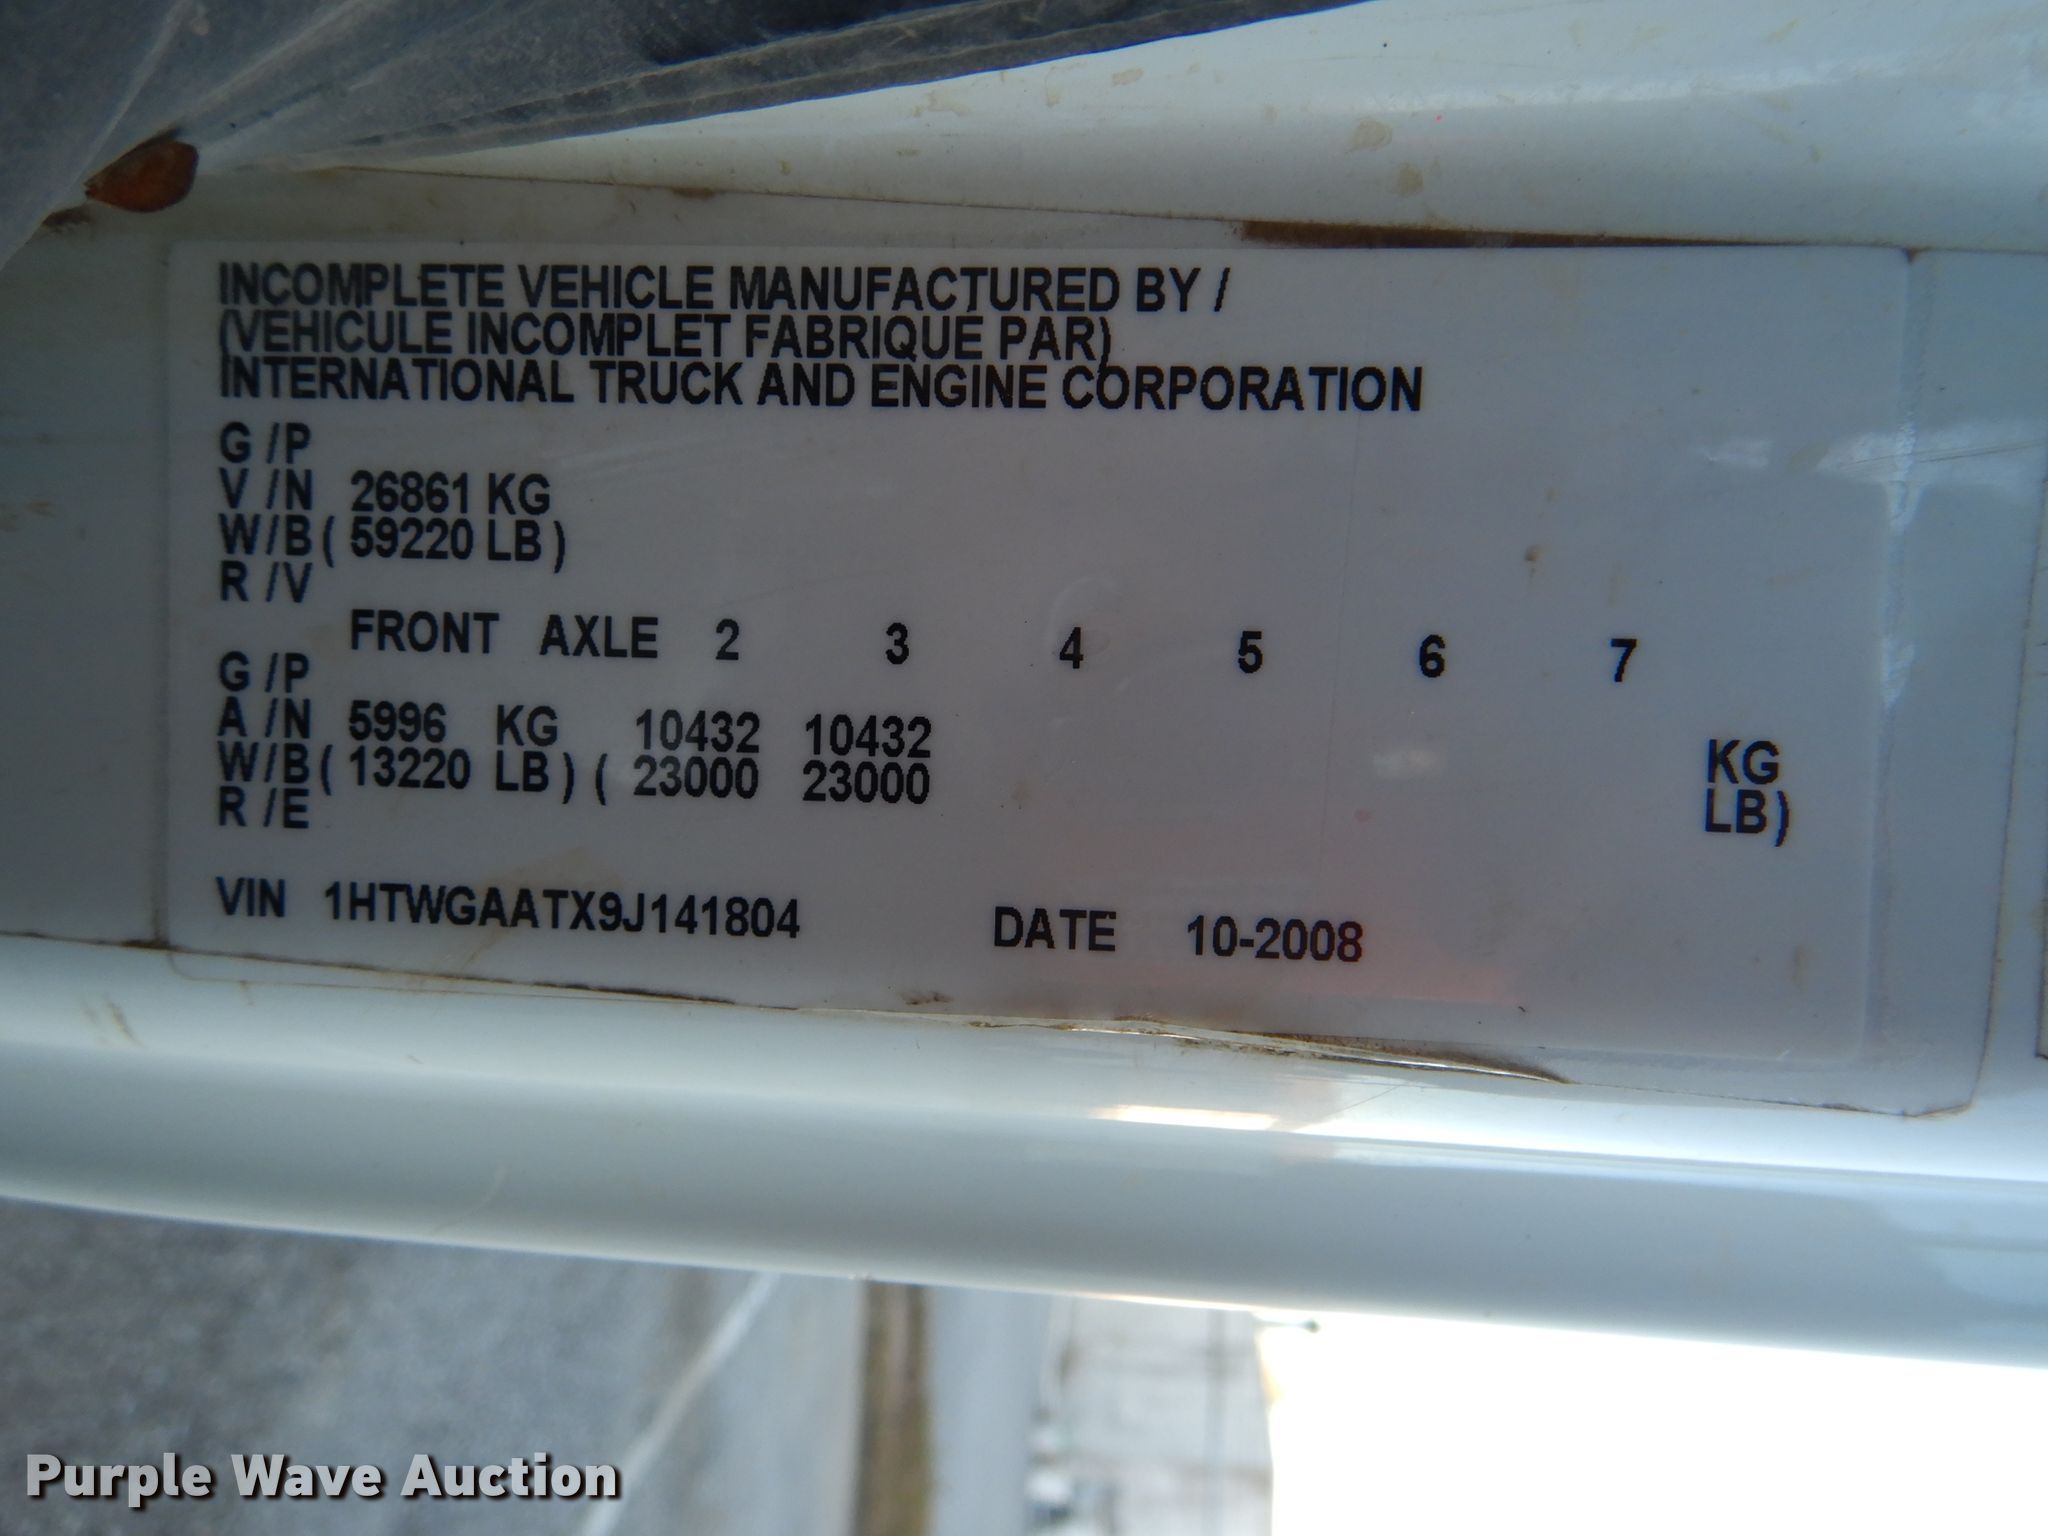 INCOMPLETE VEHICLE MANUFACTURED BY /
(VEHICULE INCOMPLET FABRIQUÉ PAR)
INTERNATIONAL TRUCK AND ENGINE CORPORATION
G /P
V /N 26861 KG
W/B ( 59220 LB )
R /V
FRONT AXLE 2 3 4 5 6 7
G /P
A /N 5996 KG 10432 10432 KG
W/B ( 13220 LB ) ( 23000 23000 LB)
R /E
VIN 1HTWGAATX9J141804 DATE 10-2008
Purple Wave Auction